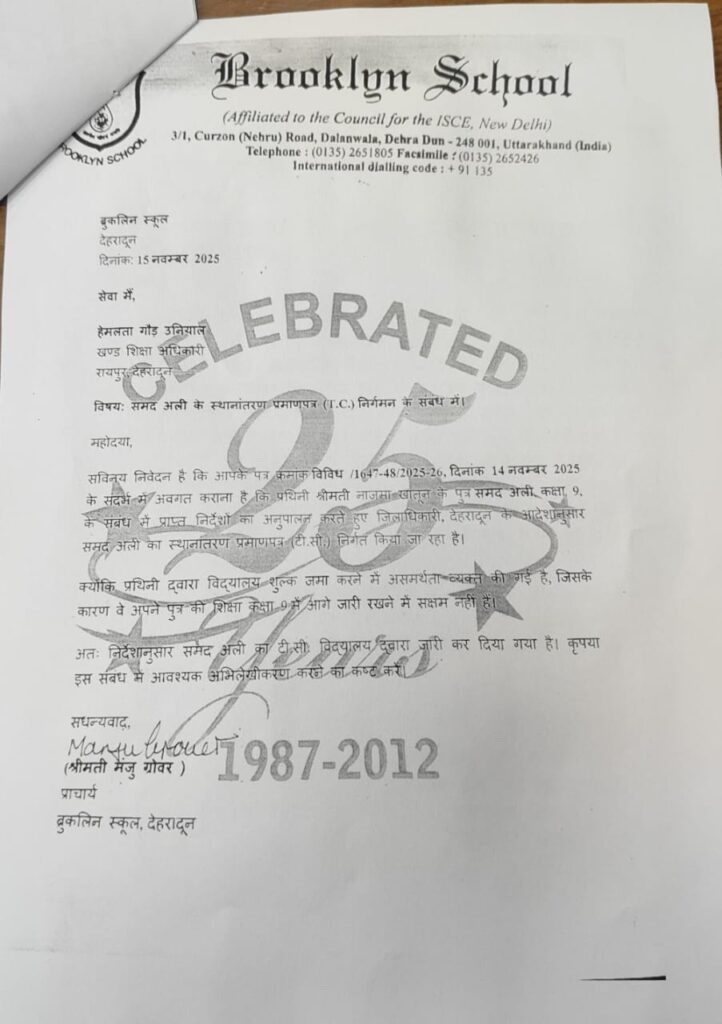 Brooklyn School
(Affiliated to the Council for the ISCE, New Delhi)
3/1, Curzon (Nehru) Road, Dalanwala, Dehra Dun - 248 001, Uttarakhand (India)
Telephone : (0135) 2651805 Facsimile : (0135) 2652426
International dialling code : + 91 135
BROOKLYN SCHOOL
ब्रुकलिन स्कूल
देहरादून
दिनांक: 15 नवम्बर 2025
सेवा में,
हेमलता गौड़ उनियाल
खण्ड शिक्षा अधिकारी
रायपुर, देहरादून
विषय: समद अली के स्थानांतरण प्रमाणपत्र (T.C.) निर्गमन के संबंध में।
महोदया,
सविनय निवेदन है कि आपके पत्र क्रमांक विविध /1647-48/2025-26, दिनांक 14 नवम्बर 2025
के संदर्भ में अवगत कराना है कि प्रथिनी श्रीमती नाजमा खातून के पुत्र समद अली, कक्षा 9,
के संबंध में प्राप्त निर्देशों का अनुपालन करते हुए जिलाधिकारी, देहरादून के आदेशानुसार
समद अली का स्थानांतरण प्रमाणपत्र (टी.सी.) निर्गत किया जा रहा है।
क्योंकि प्रथिनी द्वारा विद्यालय शुल्क जमा करने में असमर्थता व्यक्त की गई है, जिसके
कारण वे अपने पुत्र की शिक्षा कक्षा 9 में आगे जारी रखने में सक्षम नहीं हैं।
अतः निर्देशानुसार समद अली का टी.सी. विद्यालय द्वारा जारी कर दिया गया है। कृपया
इस संबंध में आवश्यक अभिलेखीकरण करने का कष्ट करें।
सधन्यवाद,
Manju Grover
(श्रीमती मंजु ग्रोवर )
प्राचार्य
ब्रुकलिन स्कूल, देहरादून
CELEBRATED
25
Years
1987-2012